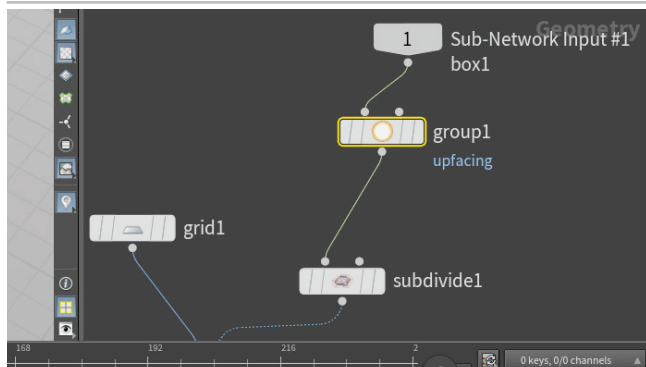 Geometry
1
Sub-Network Input #1
box1
group1
upfacing
grid1
subdivide1
168 192 216 2
0 keys, 0/0 channels